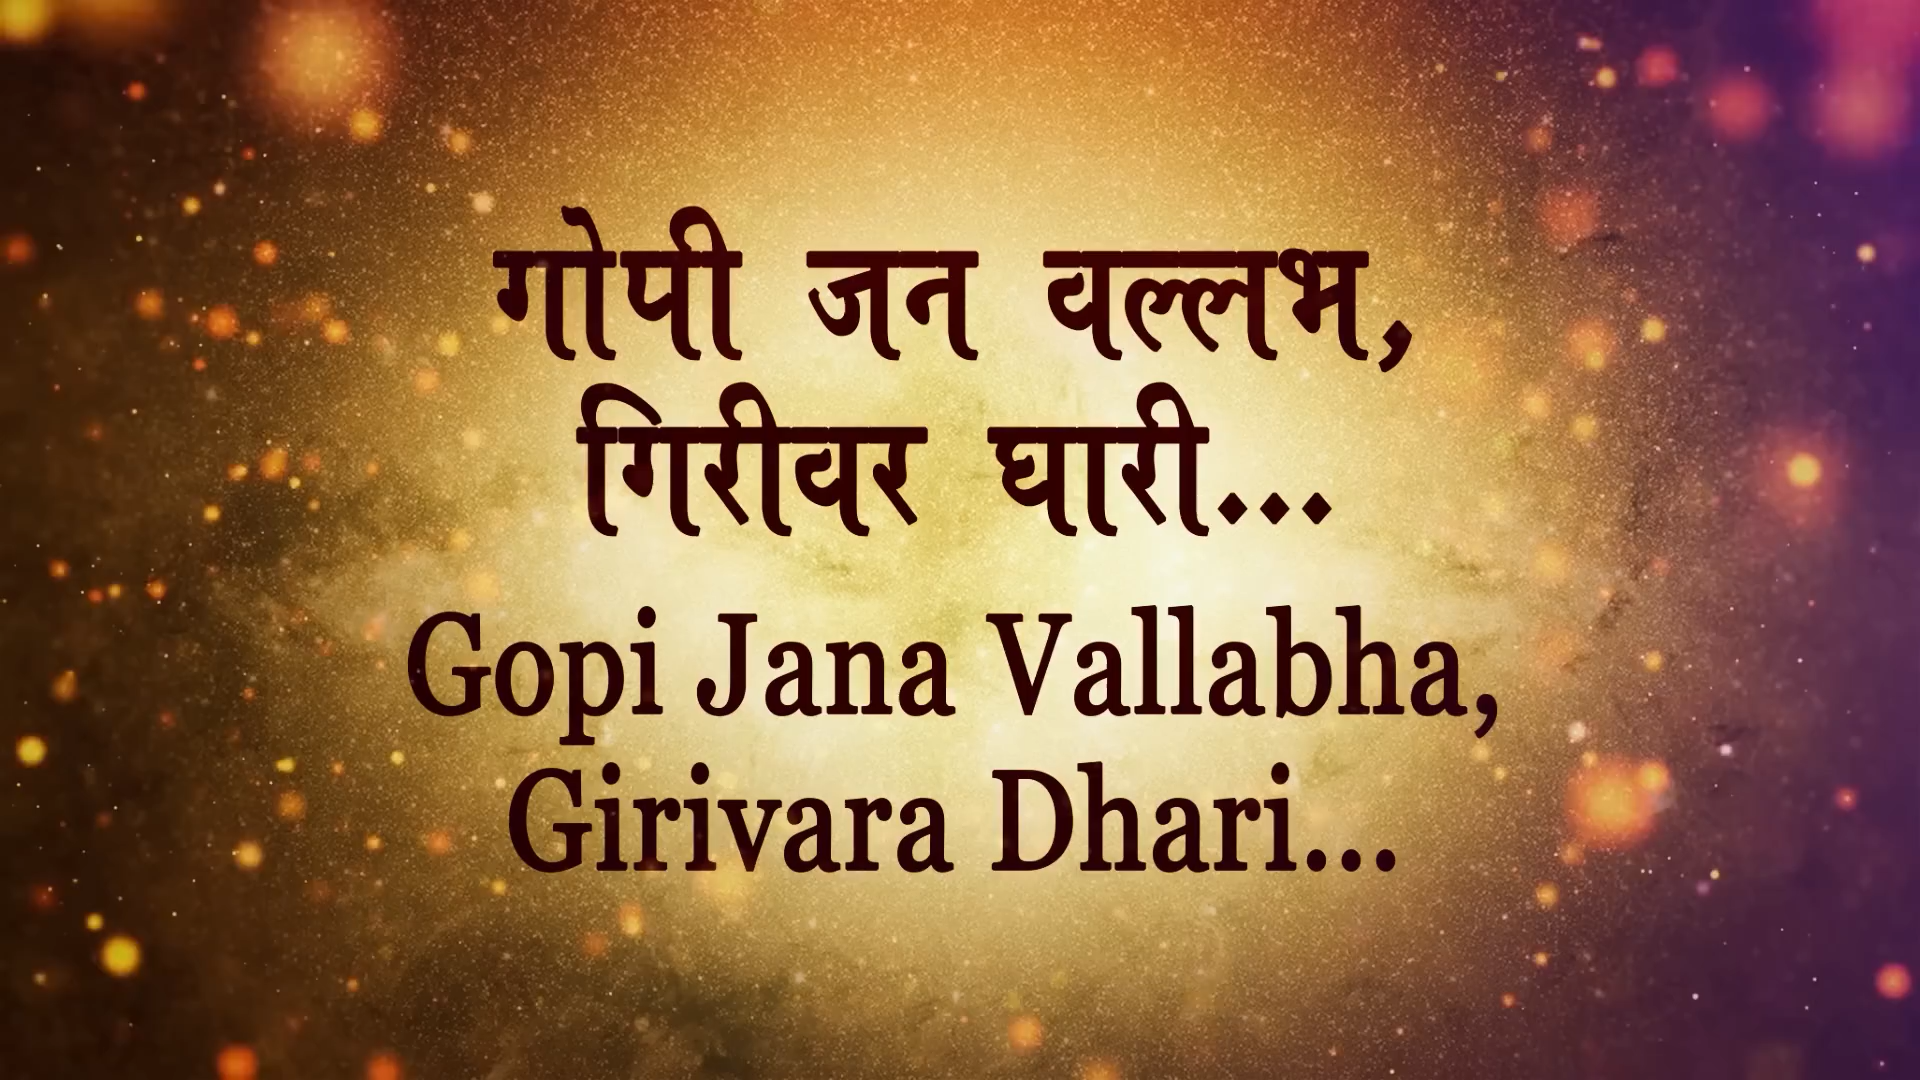 गोपी जन वल्लभ,
गिरीवर घारी...
Gopi Jana Vallabha,
Girivara Dhari...